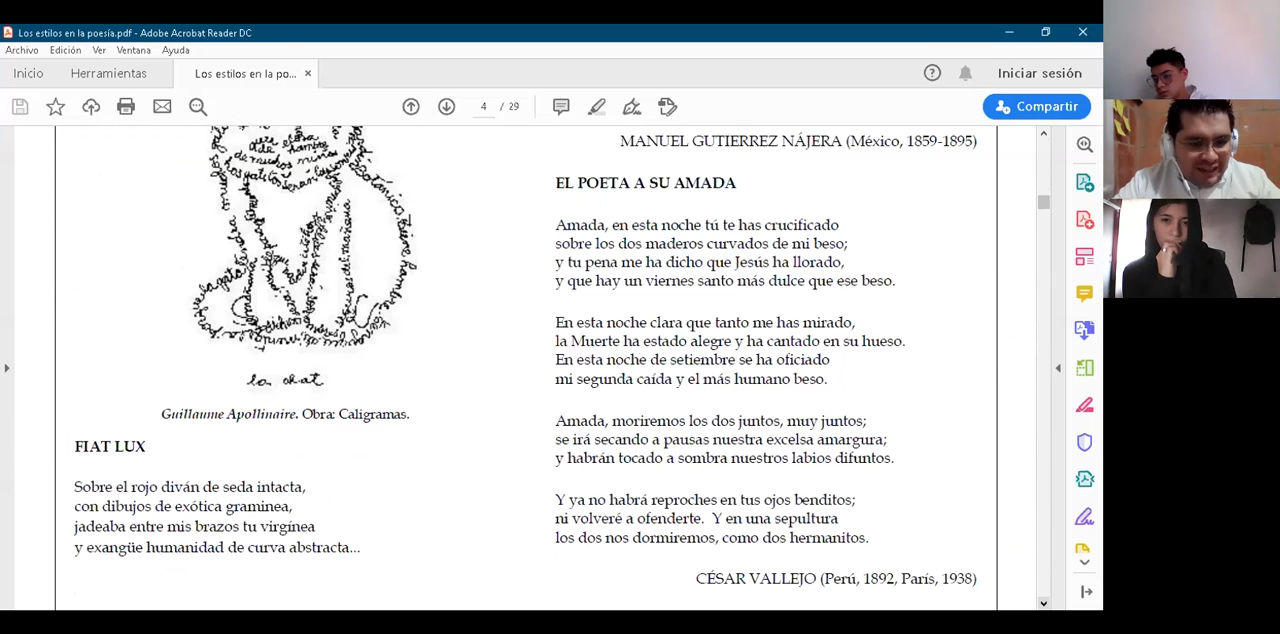 Los estilos en la poesía.pdf - Adobe Acrobat Reader DC
Archivo Edición Ver Ventana Ayuda
Inicio Herramientas Los estilos en la po... × Iniciar sesión
4 / 29 Compartir
de muchos niños
la chat
Guillaume Apollinaire. Obra: Caligramas.
FIAT LUX
Sobre el rojo diván de seda intacta,
con dibujos de exótica graminea,
jadeaba entre mis brazos tu virgínea
y exangüe humanidad de curva abstracta...
MANUEL GUTIERREZ NÁJERA (México, 1859-1895)
EL POETA A SU AMADA
Amada, en esta noche tú te has crucificado
sobre los dos maderos curvados de mi beso;
y tu pena me ha dicho que Jesús ha llorado,
y que hay un viernes santo más dulce que ese beso.
En esta noche clara que tanto me has mirado,
la Muerte ha estado alegre y ha cantado en su hueso.
En esta noche de setiembre se ha oficiado
mi segunda caída y el más humano beso.
Amada, moriremos los dos juntos, muy juntos;
se irá secando a pausas nuestra excelsa amargura;
y habrán tocado a sombra nuestros labios difuntos.
Y ya no habrá reproches en tus ojos benditos;
ni volveré a ofenderte. Y en una sepultura
los dos nos dormiremos, como dos hermanitos.
CÉSAR VALLEJO (Perú, 1892, París, 1938)